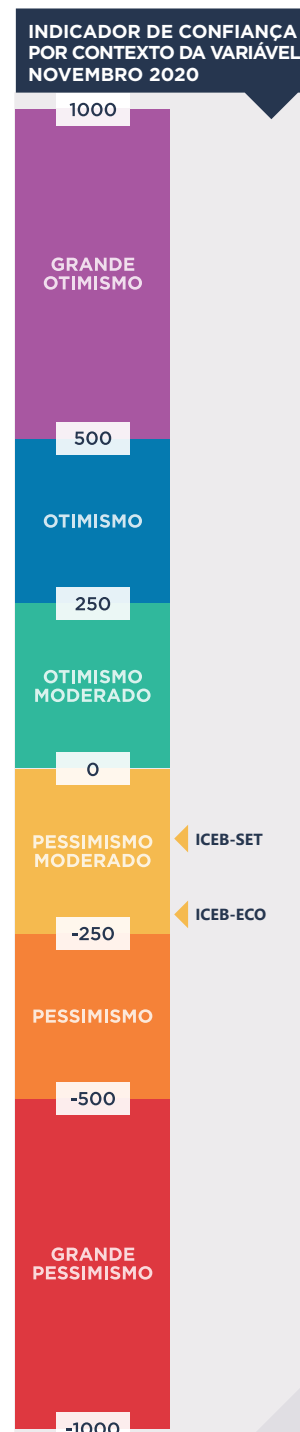 INDICADOR DE CONFIANÇA
POR CONTEXTO DA VARIÁVEL
NOVEMBRO 2020
1000
GRANDE
OTIMISMO
500
OTIMISMO
250
OTIMISMO
MODERADO
0
PESSIMISMO
MODERADO
ICEB-SET
ICEB-ECO
-250
PESSIMISMO
-500
GRANDE
PESSIMISMO
-1000